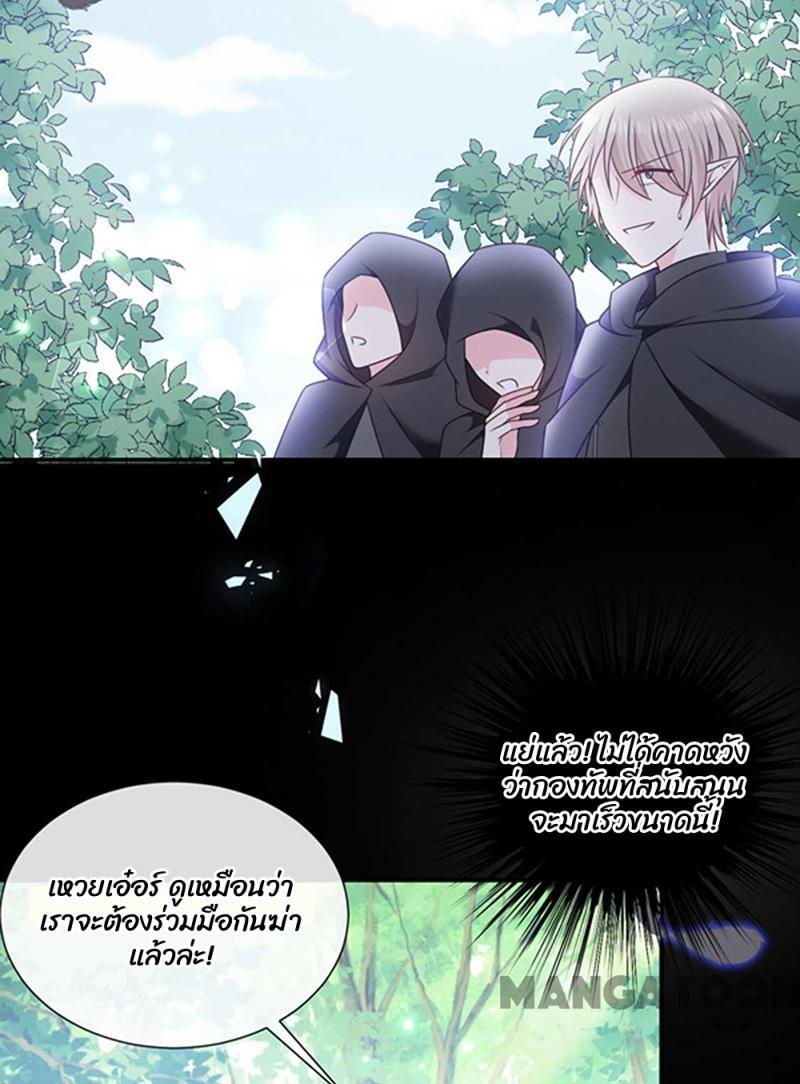 แย่แล้ว! ไม่ได้คาดหวัง
ว่ากองทัพที่สนับสนุน
จะมาเร็วขนาดนี้!
เหวยเอ๋อร์ ดูเหมือนว่า
เราจะต้องร่วมมือกันฆ่า
แล้วล่ะ!
MANGATOON